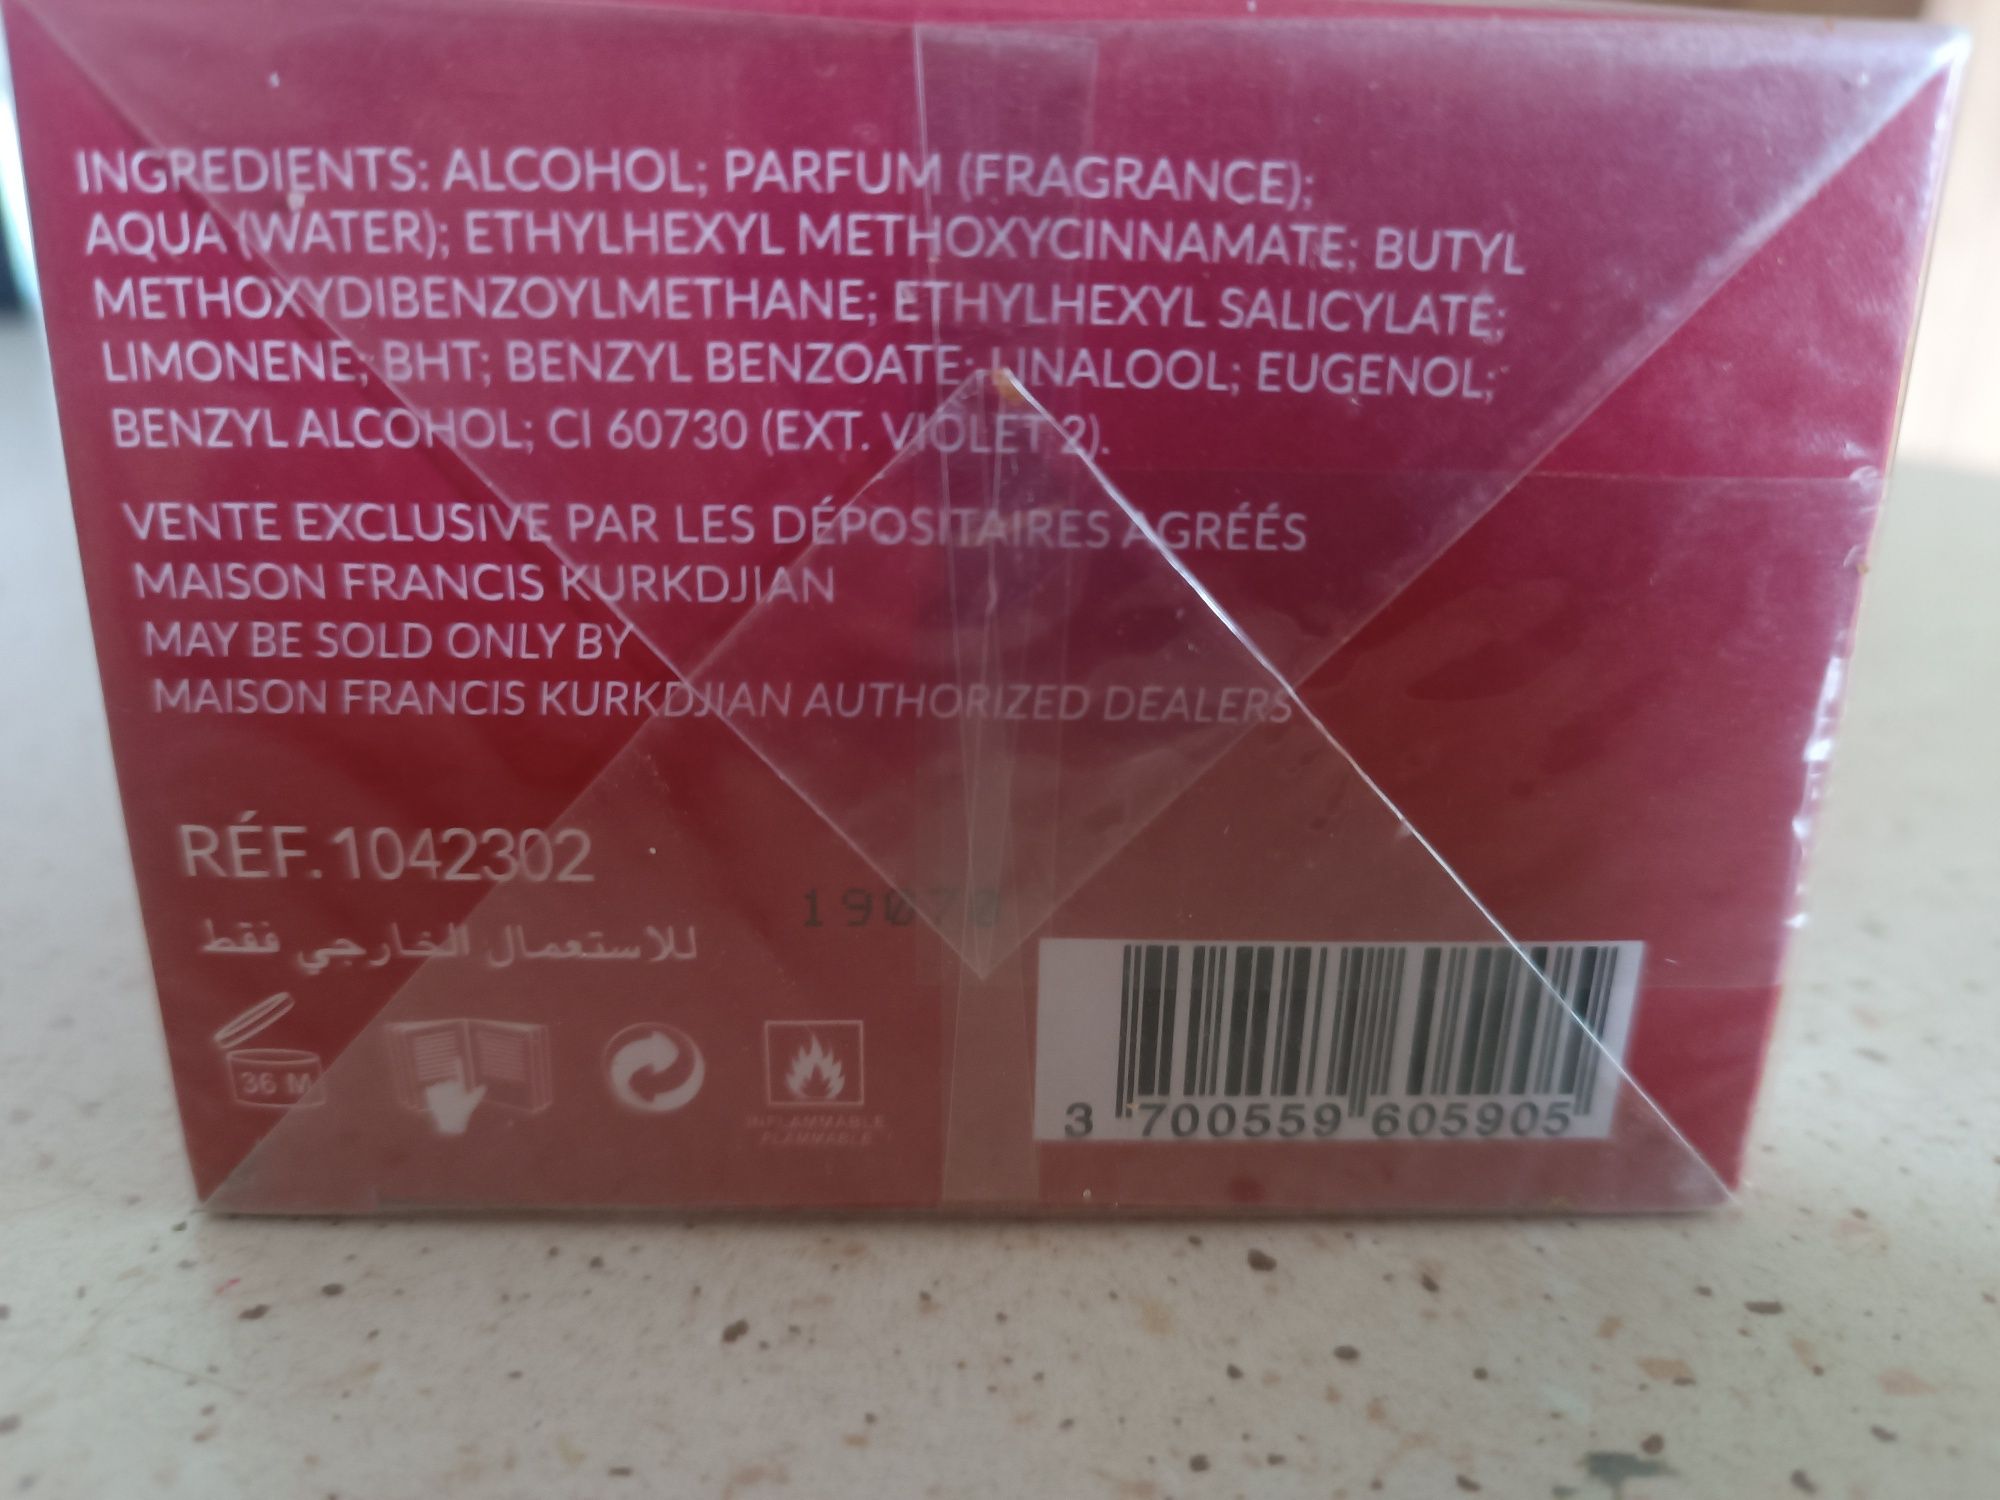 INGREDIENTS: ALCOHOL; PARFUM (FRAGRANCE);
AQUA (WATER); ETHYLHEXYL METHOXYCINNAMATE; BUTYL
METHOXYDIBENZOYLMETHANE; ETHYLHEXYL SALICYLATE;
LIMONENE; BHT; BENZYL BENZOATE; LINALOOL; EUGENOL;
BENZYL ALCOHOL; CI 60730 (EXT. VIOLET 2).
VENTE EXCLUSIVE PAR LES DÉPOSITAIRES AGRÉÉS
MAISON FRANCIS KURKDJIAN
MAY BE SOLD ONLY BY
MAISON FRANCIS KURKDJIAN AUTHORIZED DEALERS
RÉF. 1042302
19070
للاستعمال الخارجي فقط
36 M
INFLAMMABLE
FLAMMABLE
3 700559 605905